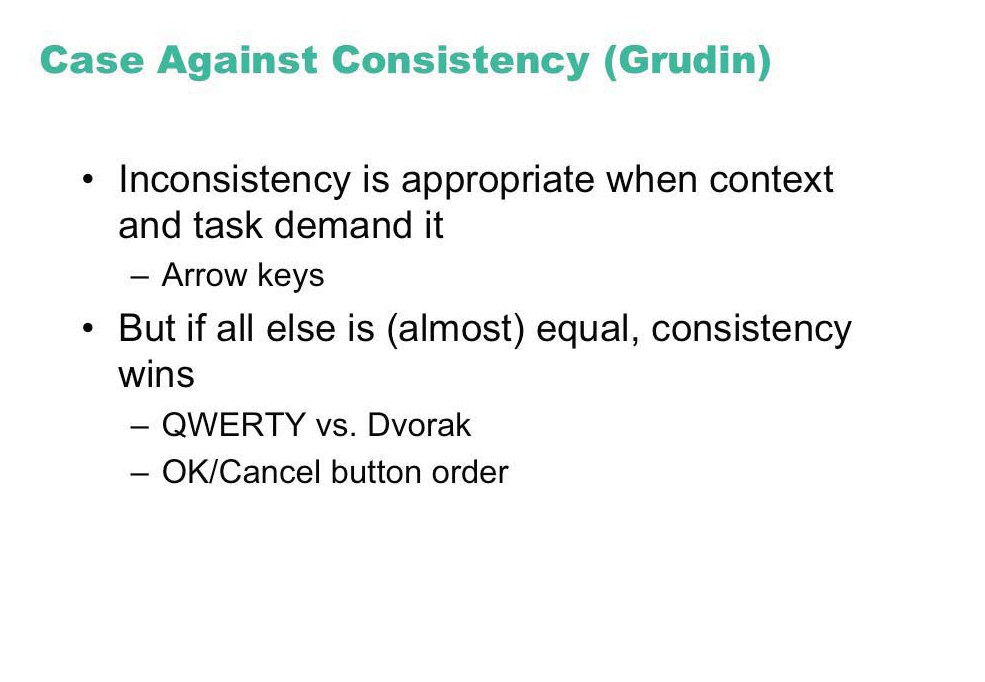 Case Against Consistency (Grudin)
• Inconsistency is appropriate when context
and task demand it
– Arrow keys
• But if all else is (almost) equal, consistency
wins
– QWERTY vs. Dvorak
– OK/Cancel button order